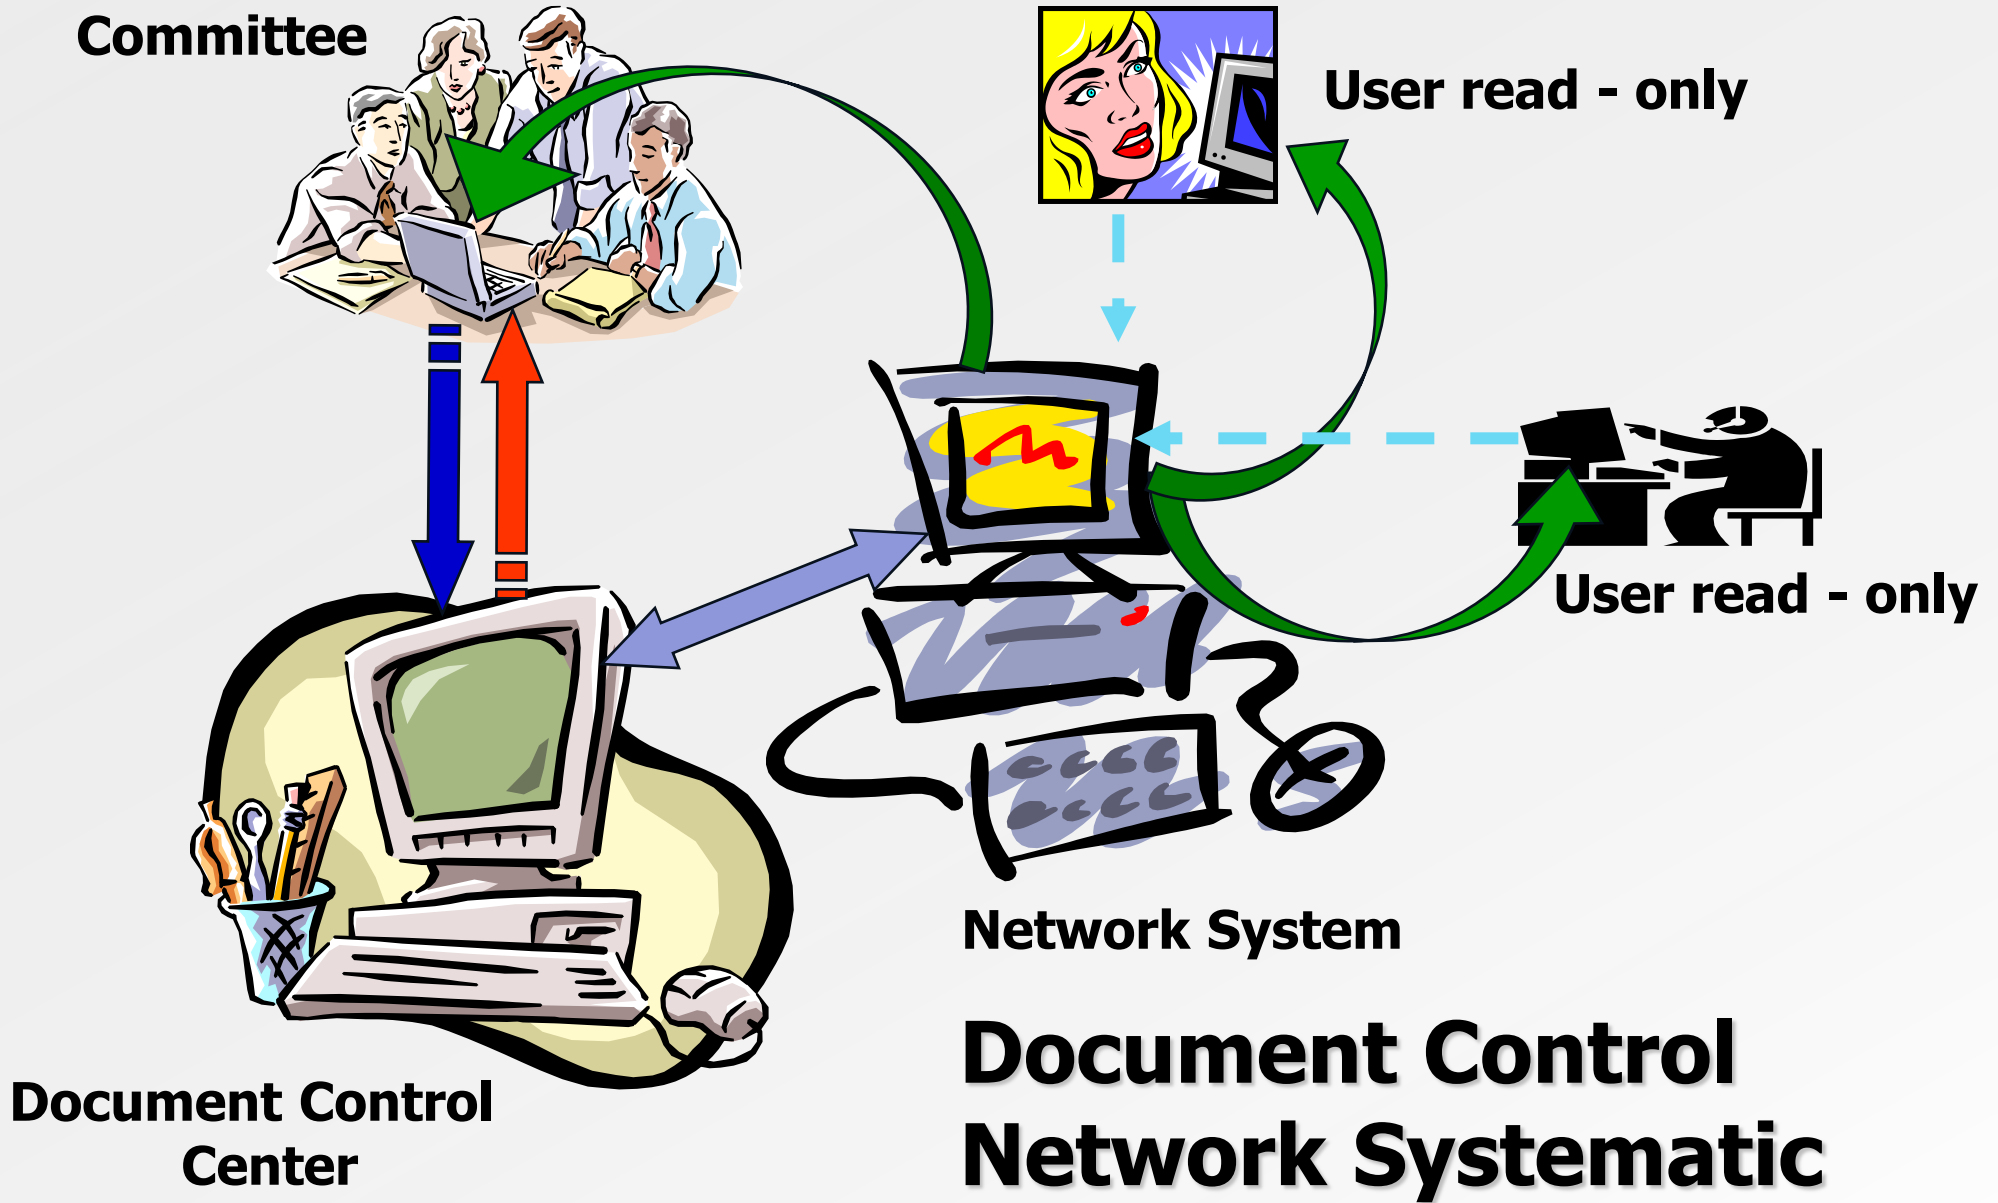 Committee
User read - only
User read - only
Network System
Document Control
Center
Document Control
Network Systematic